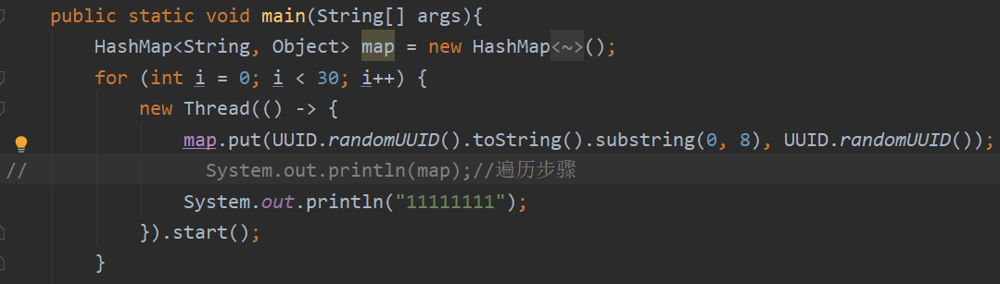 public static void main(String[] args){
HashMap<String, Object> map = new HashMap<~>();
for (int i = 0; i < 30; i++) {
new Thread(() -> {
map.put(UUID.randomUUID().toString().substring(0, 8), UUID.randomUUID());
// System.out.println(map);//遍历步骤
System.out.println("11111111");
}).start();
}